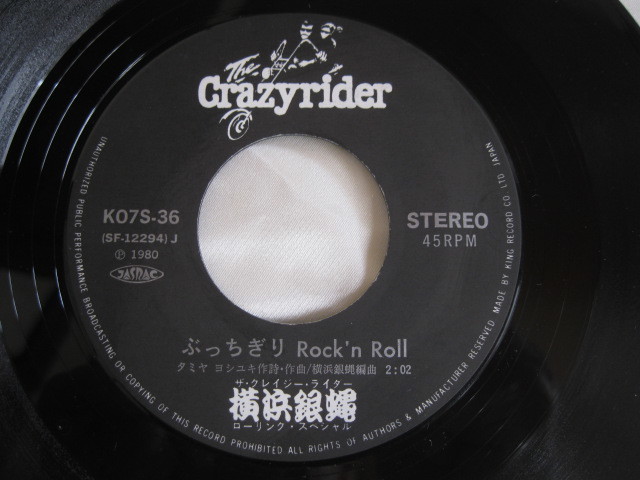 The
Crazyrider
K07S-36
(SF-12294) J
Ⓟ 1980
JASRAC
STEREO
45RPM
ぶっちぎり Rock'n Roll
タミヤ ヨシユキ作詩・作曲/横浜銀蝿編曲 2:02
ザ・クレイジー・ライダー
横浜銀蝿
ローリング・スペシャル
UNAUTHORIZED PUBLIC PERFORMANCE BROADCASTING OR COPYING OF THIS RECORD PROHIBITED ALL RIGHTS OF AUTHORS & MANUFACTURER RESERVED MADE BY KING RECORD CO. LTD. JAPAN